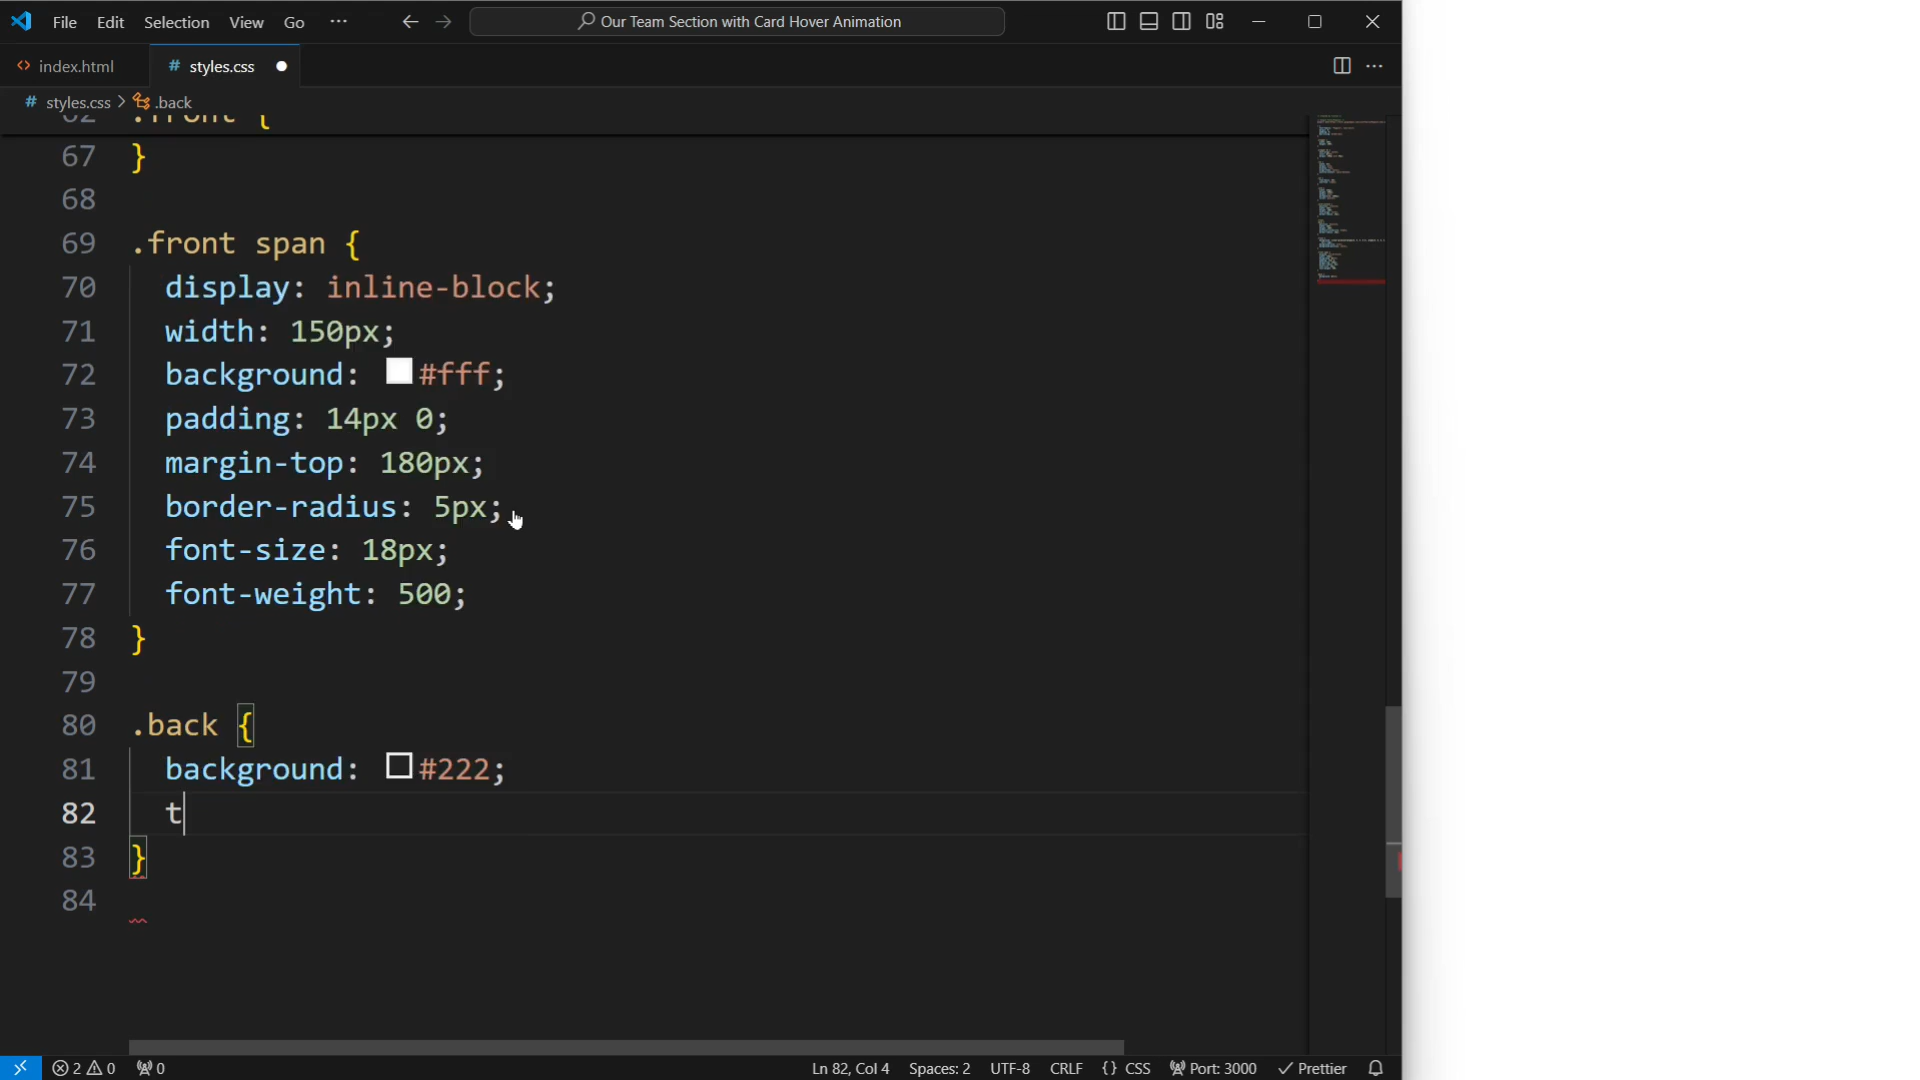 File Edit Selection View Go ··· Our Team Section with Card Hover Animation
<> index.html # styles.css
# styles.css > .back
62 .front {
67 }
68
69 .front span {
70 display: inline-block;
71 width: 150px;
72 background: #fff;
73 padding: 14px 0;
74 margin-top: 180px;
75 border-radius: 5px;
76 font-size: 18px;
77 font-weight: 500;
78 }
79
80 .back {
81 background: #222;
82 t
83 }
84
2 0 0 Ln 82, Col 4 Spaces: 2 UTF-8 CRLF {} CSS Port: 3000 Prettier